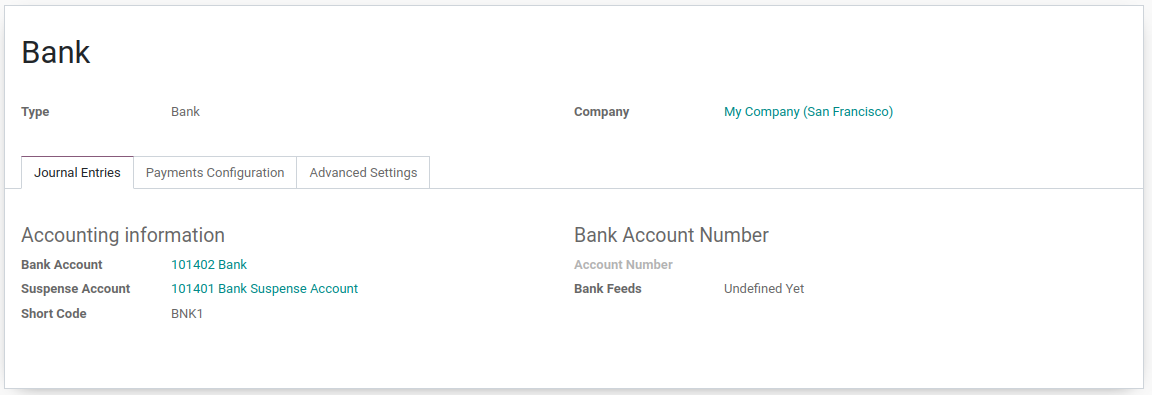 Bank
Type Bank Company My Company (San Francisco)
Journal Entries Payments Configuration Advanced Settings
Accounting information Bank Account Number
Bank Account 101402 Bank Account Number
Suspense Account 101401 Bank Suspense Account Bank Feeds Undefined Yet
Short Code BNK1